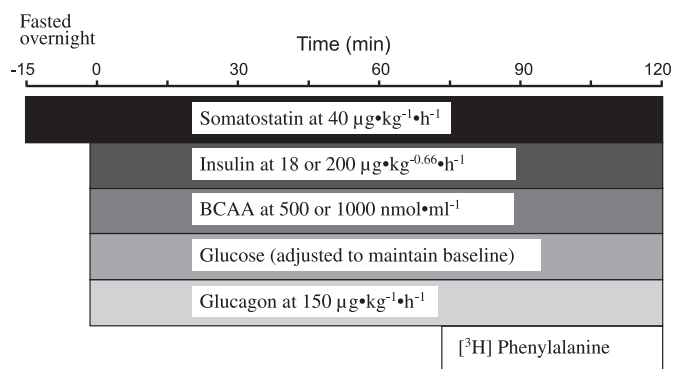 Fasted
overnight
Time (min)
-15 0 30 60 90 120
Somatostatin at 40 µg•kg⁻¹•h⁻¹
Insulin at 18 or 200 µg•kg⁻⁰·⁶⁶•h⁻¹
BCAA at 500 or 1000 nmol•ml⁻¹
Glucose (adjusted to maintain baseline)
Glucagon at 150 µg•kg⁻¹•h⁻¹
[³H] Phenylalanine